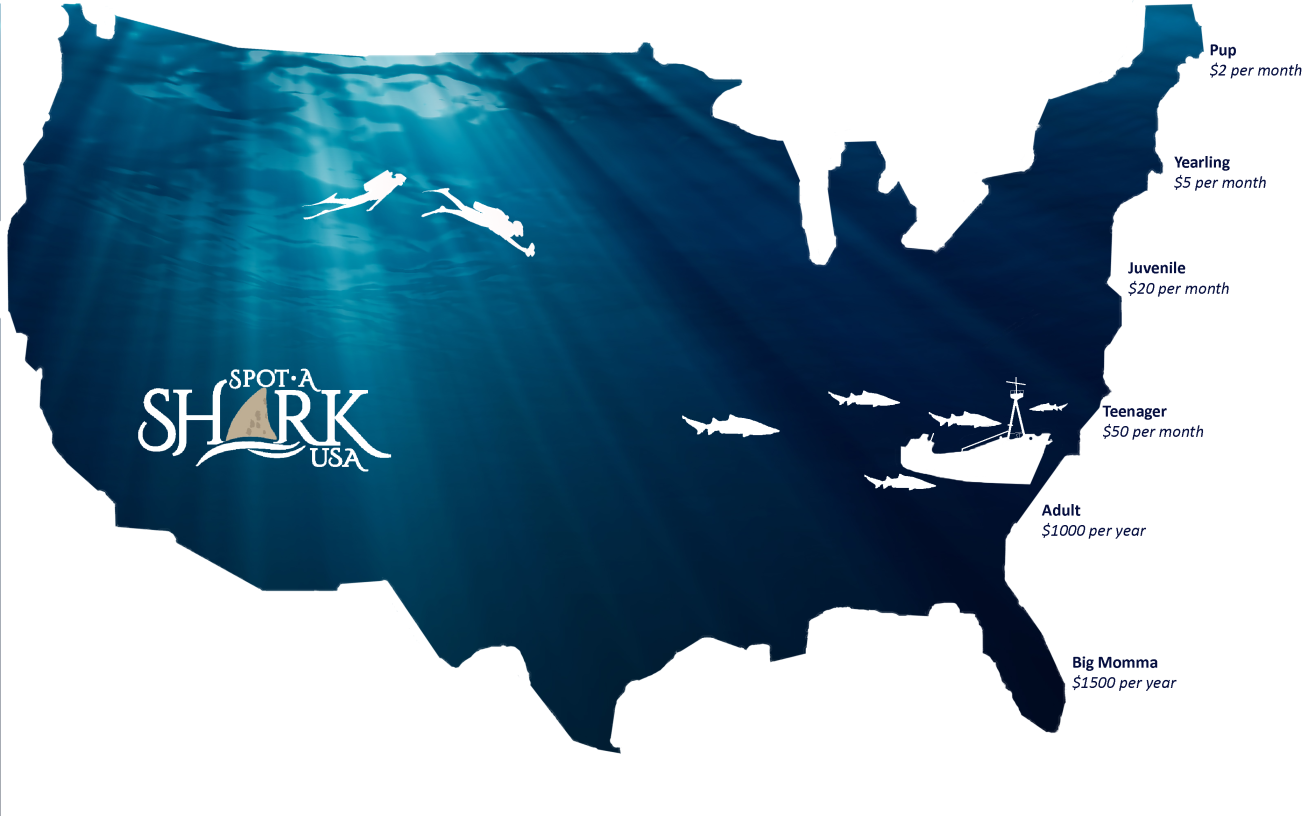 Pup
$2 per month
Yearling
$5 per month
Juvenile
$20 per month
SPOT•A
SHARK
USA
Teenager
$50 per month
Adult
$1000 per year
Big Momma
$1500 per year